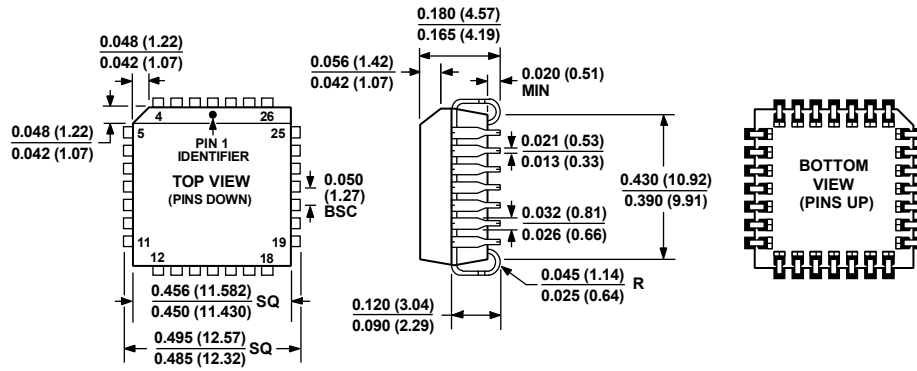 0.180 (4.57)
0.165 (4.19)
0.048 (1.22)
0.042 (1.07)
0.056 (1.42)
0.042 (1.07)
0.020 (0.51)
MIN
0.048 (1.22)
0.042 (1.07)
4
26
5
25
PIN 1
IDENTIFIER
TOP VIEW
(PINS DOWN)
0.050
(1.27)
BSC
11
19
12
18
0.021 (0.53)
0.013 (0.33)
0.032 (0.81)
0.026 (0.66)
0.430 (10.92)
0.390 (9.91)
BOTTOM
VIEW
(PINS UP)
0.456 (11.582)
0.450 (11.430)
SQ
0.495 (12.57)
0.485 (12.32)
SQ
0.120 (3.04)
0.090 (2.29)
0.045 (1.14)
0.025 (0.64)
R